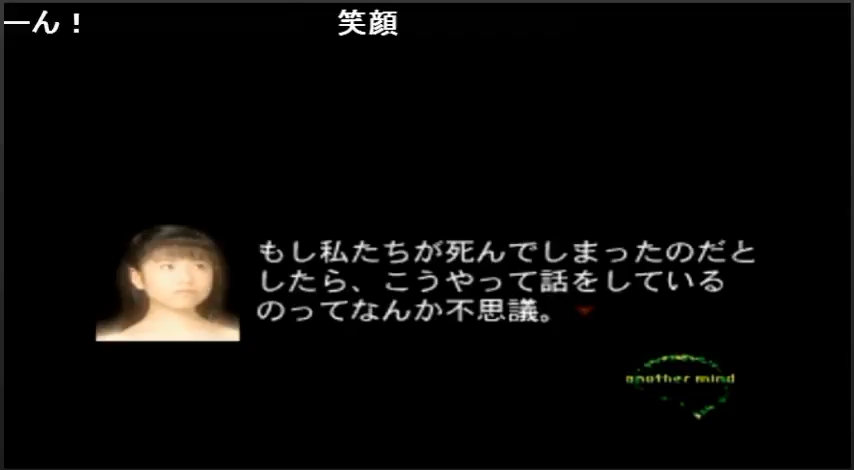 ーん！
笑顔
もし私たちが死んでしまったのだと
したら、こうやって話をしている
のってなんか不思議。
another mind